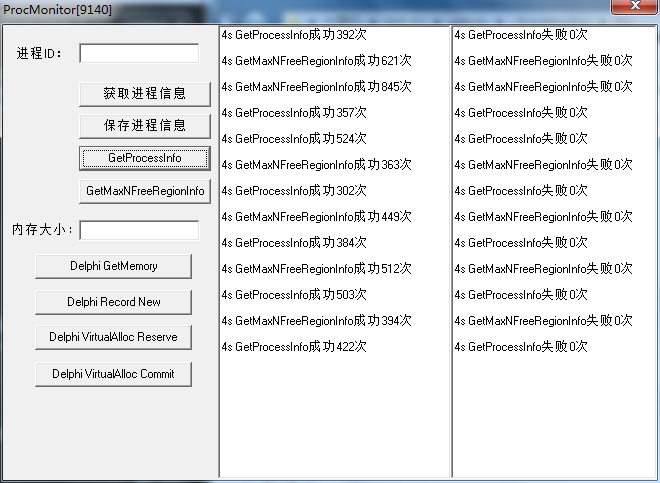 ProcMonitor[9140]
进程ID：
获取进程信息
保存进程信息
GetProcessInfo
GetMaxNFreeRegionInfo
内存大小：
Delphi GetMemory
Delphi Record New
Delphi VirtualAlloc Reserve
Delphi VirtualAlloc Commit
4s GetProcessInfo成功392次
4s GetMaxNFreeRegionInfo成功621次
4s GetMaxNFreeRegionInfo成功845次
4s GetProcessInfo成功357次
4s GetProcessInfo成功524次
4s GetMaxNFreeRegionInfo成功363次
4s GetProcessInfo成功302次
4s GetMaxNFreeRegionInfo成功449次
4s GetProcessInfo成功384次
4s GetMaxNFreeRegionInfo成功512次
4s GetProcessInfo成功503次
4s GetMaxNFreeRegionInfo成功394次
4s GetProcessInfo成功422次
4s GetProcessInfo失败0次
4s GetMaxNFreeRegionInfo失败0次
4s GetMaxNFreeRegionInfo失败0次
4s GetProcessInfo失败0次
4s GetProcessInfo失败0次
4s GetMaxNFreeRegionInfo失败0次
4s GetProcessInfo失败0次
4s GetMaxNFreeRegionInfo失败0次
4s GetProcessInfo失败0次
4s GetMaxNFreeRegionInfo失败0次
4s GetProcessInfo失败0次
4s GetMaxNFreeRegionInfo失败0次
4s GetProcessInfo失败0次